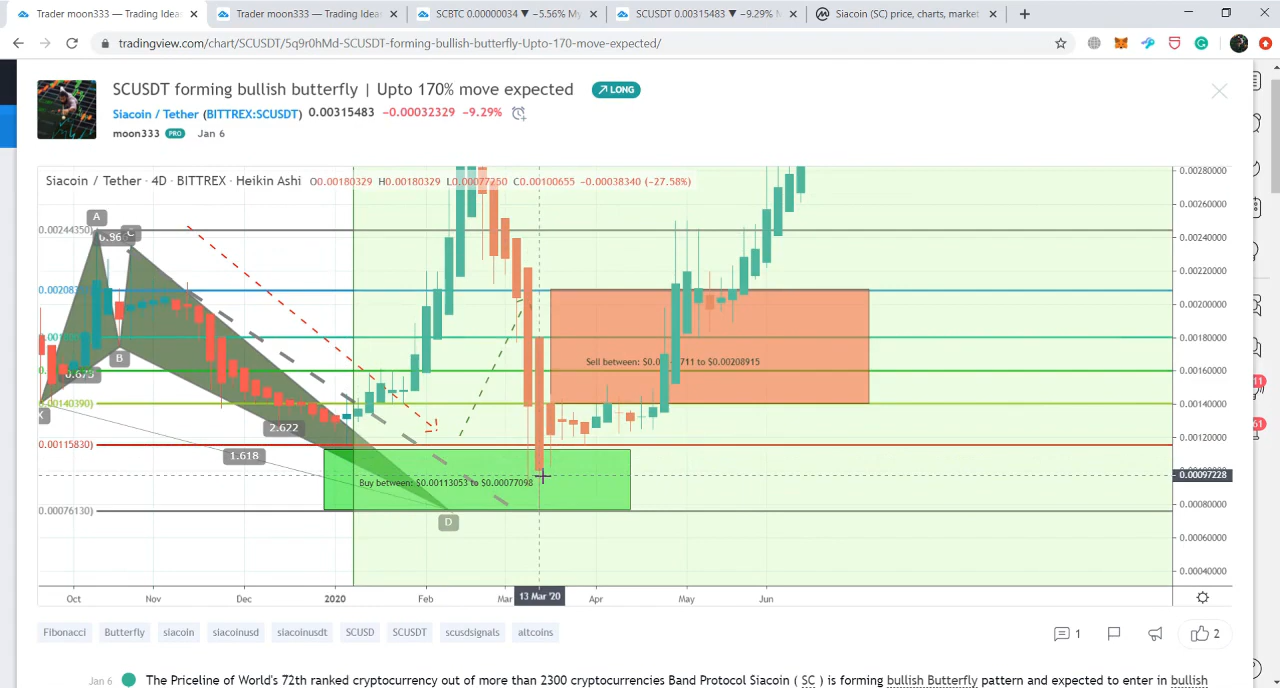 Trader moon333 — Trading Ideas
Trader moon333 — Trading Ideas
SCBTC 0.00000034 ▼ −5.56% My
SCUSDT 0.00315483 ▼ −9.29% M
Siacoin (SC) price, charts, market
tradingview.com/chart/SCUSDT/5q9r0hMd-SCUSDT-forming-bullish-butterfly-Upto-170-move-expected/
SCUSDT forming bullish butterfly | Upto 170% move expected
LONG
Siacoin / Tether (BITTREX:SCUSDT) 0.00315483 −0.00032329 −9.29%
moon333 PRO Jan 6
Siacoin / Tether · 4D · BITTREX · Heikin Ashi O0.00180329 H0.00180329 L0.00077250 C0.00100655 −0.00038340 (−27.58%)
0.00280000
0.00260000
A
0.00244350)
0.00240000
0.00220000
0.00200000
0.00180000
B
Sell between: $0.
711 to $0.00208915
0.00160000
0.673
0.00140390)
0.00140000
X
2.622
0.00120000
0.00115830)
1.618
0.00097228
Buy between: $0.00113053 to $0.00077098
0.00080000
0.00076130)
D
0.00060000
0.00040000
Oct Nov Dec 2020 Feb Mar 13 Mar '20 Apr May Jun
Fibonacci Butterfly siacoin siacoinusd siacoinusdt SCUSD SCUSDT scusdsignals altcoins
1
2
11
61
Jan 6 The Priceline of World's 72th ranked cryptocurrency out of more than 2300 cryptocurrencies Band Protocol Siacoin ( SC ) is forming bullish Butterfly pattern and expected to enter in bullish